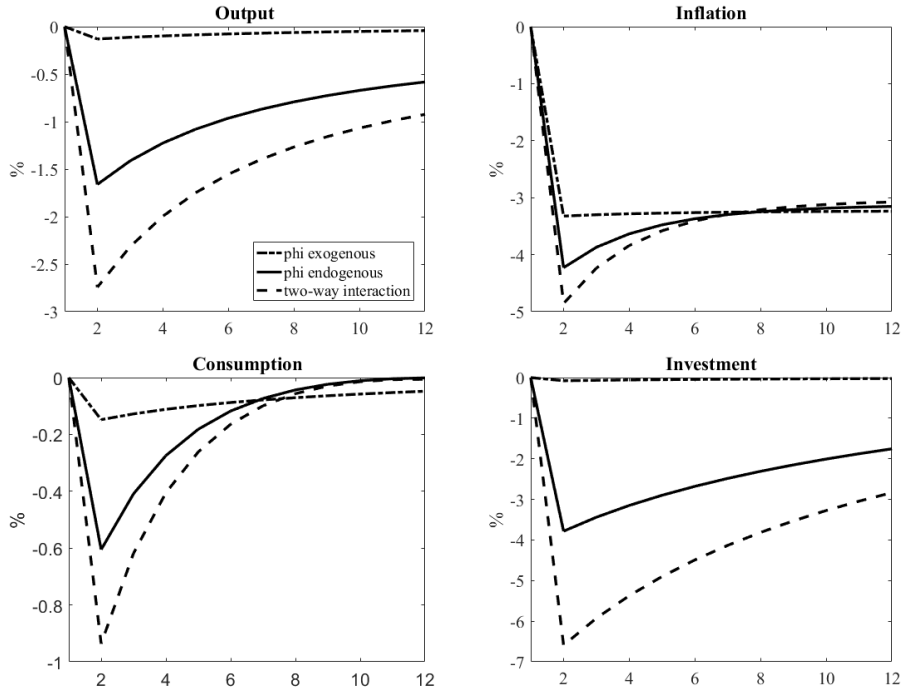 Output
0
-0.5
-1
-1.5
-2
-2.5
-3
%
phi exogenous
phi endogenous
two-way interaction
2 4 6 8 10 12
Inflation
0
-1
-2
-3
-4
-5
%
2 4 6 8 10 12
Consumption
0
-0.2
-0.4
-0.6
-0.8
-1
%
2 4 6 8 10 12
Investment
0
-1
-2
-3
-4
-5
-6
-7
%
2 4 6 8 10 12